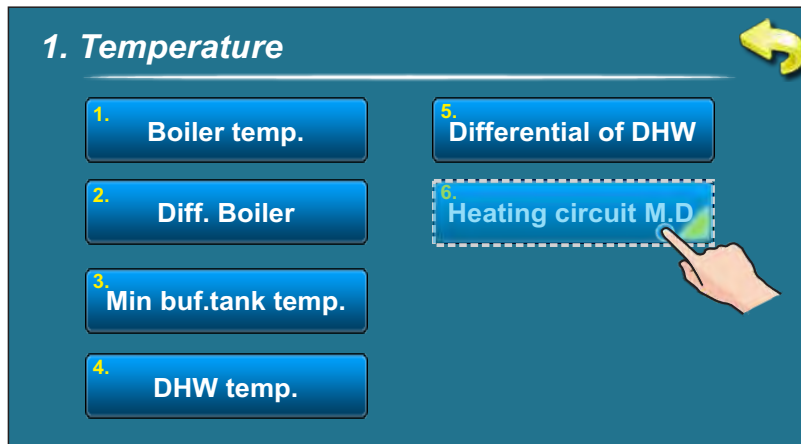 1. Temperature
1.
Boiler temp.
2.
Diff. Boiler
3.
Min buf.tank temp.
4.
DHW temp.
5.
Differential of DHW
6.
Heating circuit M.D